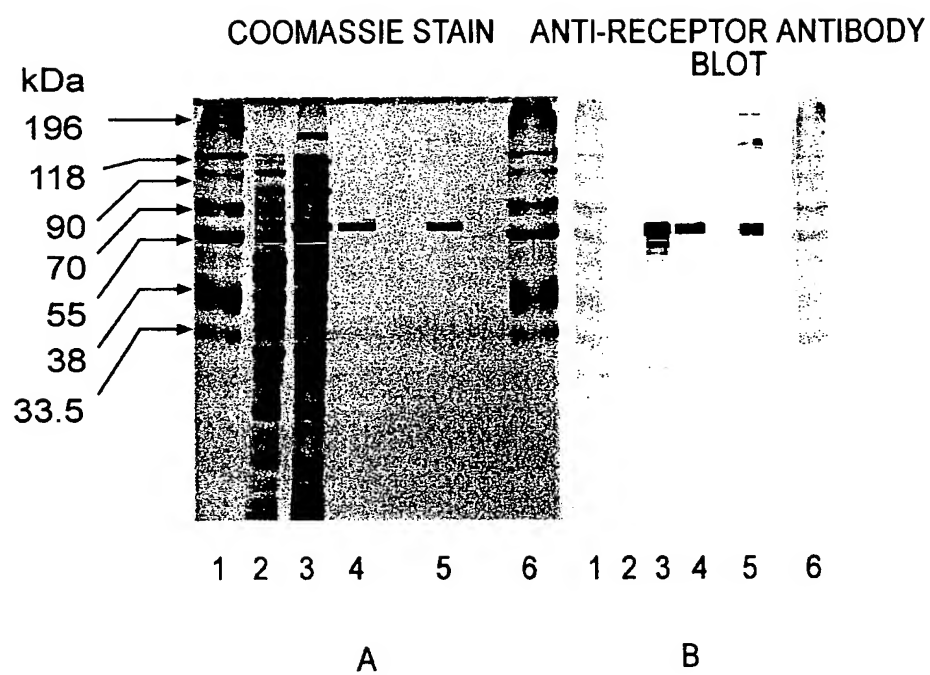 COOMASSIE STAIN
ANTI-RECEPTOR ANTIBODY
BLOT
kDa
196
118
90
70
55
38
33.5
1 2 3 4 5 6
1 2 3 4 5 6
A
B